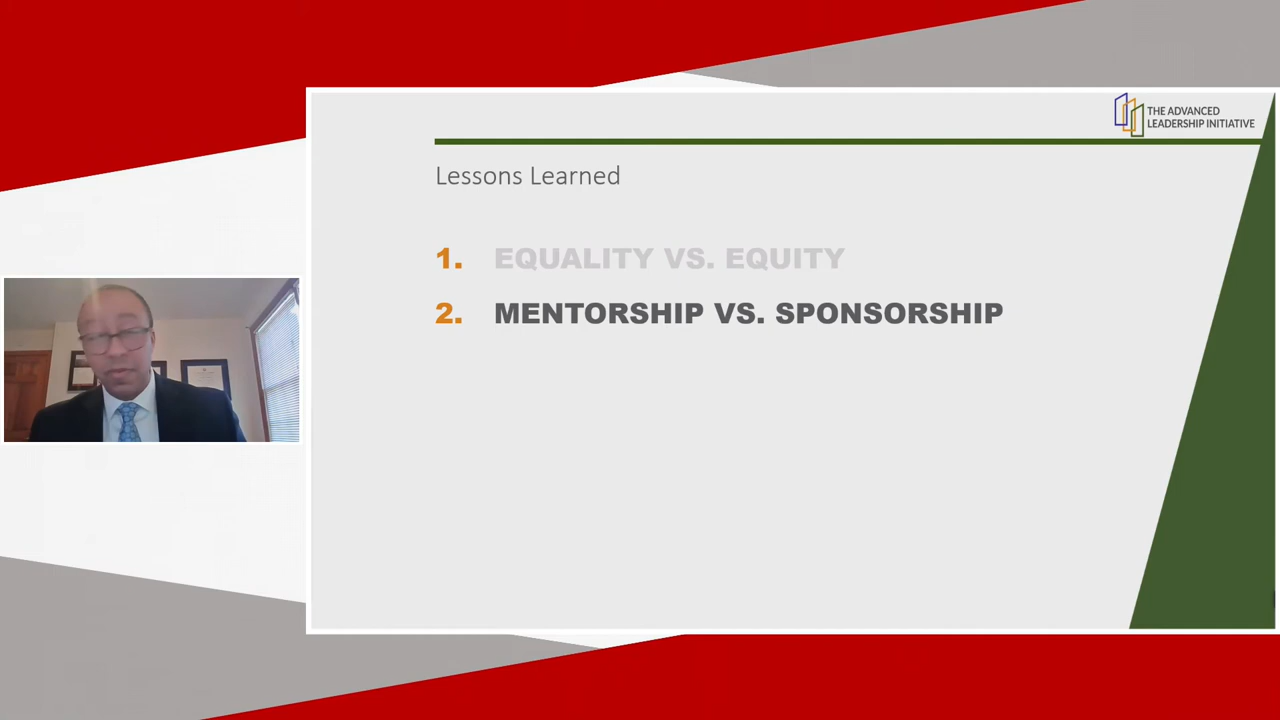 THE ADVANCED
LEADERSHIP INITIATIVE
Lessons Learned
1. EQUALITY VS. EQUITY
2. MENTORSHIP VS. SPONSORSHIP